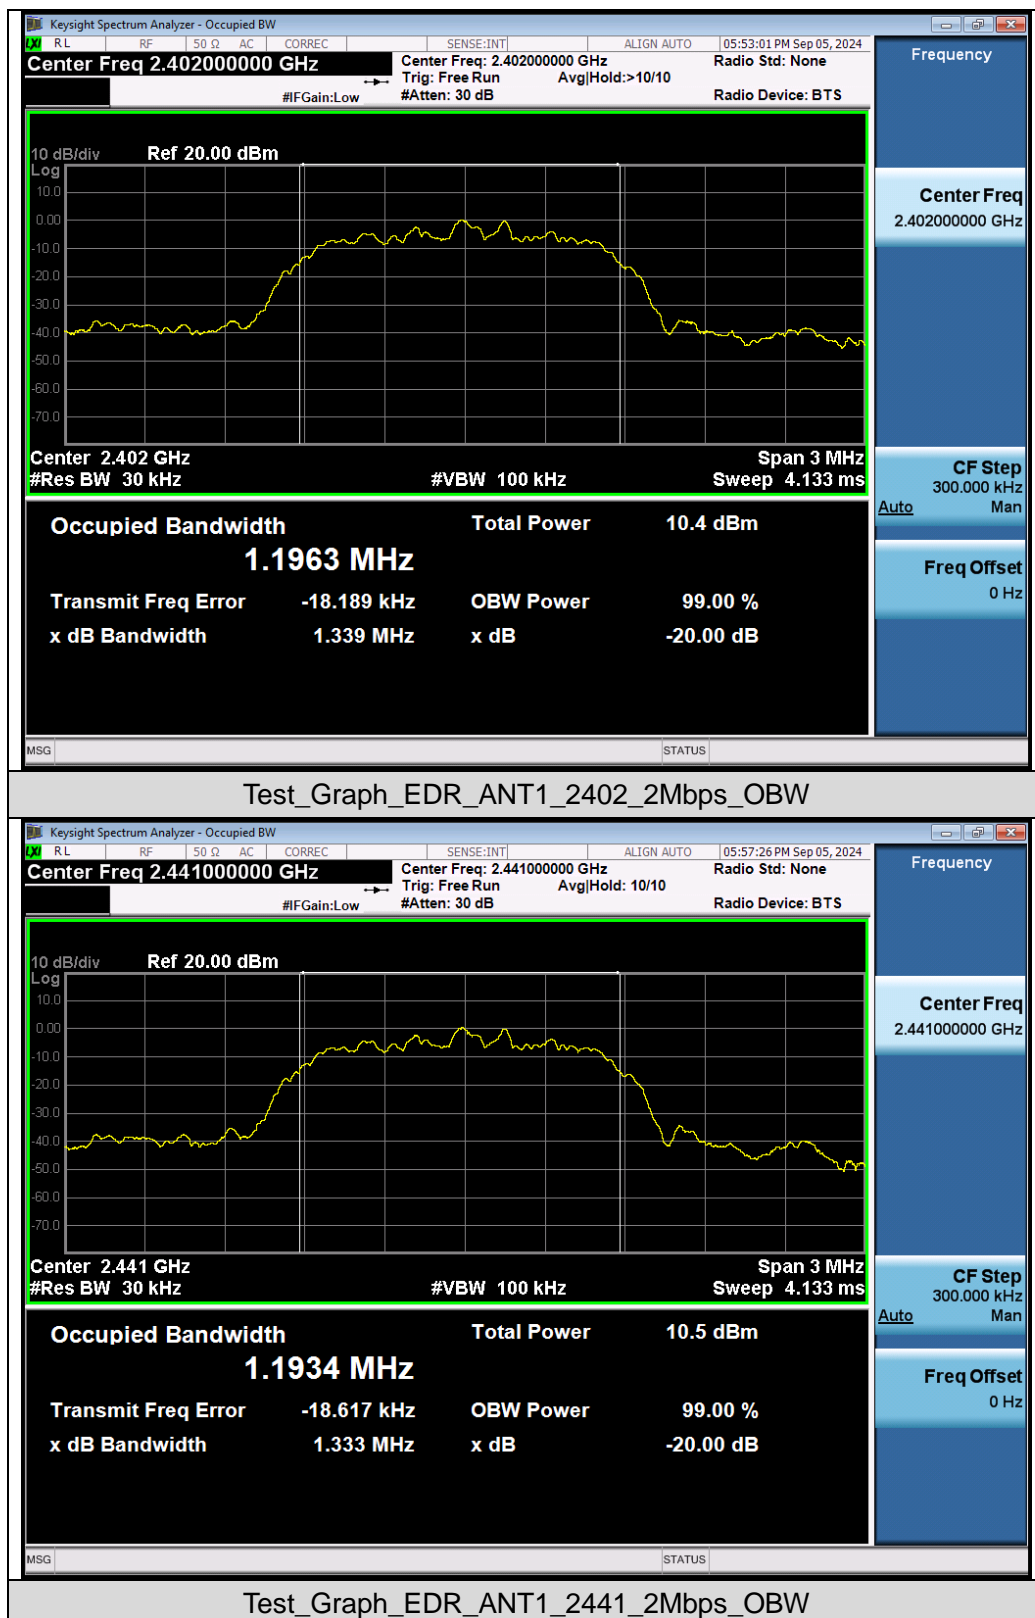 Keysight Spectrum Analyzer - Occupied BW
LXI RL RF 50 Ω AC CORREC SENSE:INT ALIGN AUTO 05:53:01 PM Sep 05, 2024
Center Freq 2.402000000 GHz Center Freq: 2.402000000 GHz Radio Std: None
Trig: Free Run Avg|Hold:>10/10
#IFGain:Low #Atten: 30 dB Radio Device: BTS
Frequency
10 dB/div Ref 20.00 dBm
Log
10.0
0.00
-10.0
-20.0
-30.0
-40.0
-50.0
-60.0
-70.0
Center Freq
2.402000000 GHz
Center 2.402 GHz Span 3 MHz
#Res BW 30 kHz #VBW 100 kHz Sweep 4.133 ms
CF Step
300.000 kHz
Auto Man
Occupied Bandwidth Total Power 10.4 dBm
1.1963 MHz
Transmit Freq Error -18.189 kHz OBW Power 99.00 %
x dB Bandwidth 1.339 MHz x dB -20.00 dB
Freq Offset
0 Hz
MSG STATUS
Test_Graph_EDR_ANT1_2402_2Mbps_OBW
Keysight Spectrum Analyzer - Occupied BW
LXI RL RF 50 Ω AC CORREC SENSE:INT ALIGN AUTO 05:57:26 PM Sep 05, 2024
Center Freq 2.441000000 GHz Center Freq: 2.441000000 GHz Radio Std: None
Trig: Free Run Avg|Hold: 10/10
#IFGain:Low #Atten: 30 dB Radio Device: BTS
Frequency
10 dB/div Ref 20.00 dBm
Log
10.0
0.00
-10.0
-20.0
-30.0
-40.0
-50.0
-60.0
-70.0
Center Freq
2.441000000 GHz
Center 2.441 GHz Span 3 MHz
#Res BW 30 kHz #VBW 100 kHz Sweep 4.133 ms
CF Step
300.000 kHz
Auto Man
Occupied Bandwidth Total Power 10.5 dBm
1.1934 MHz
Transmit Freq Error -18.617 kHz OBW Power 99.00 %
x dB Bandwidth 1.333 MHz x dB -20.00 dB
Freq Offset
0 Hz
MSG STATUS
Test_Graph_EDR_ANT1_2441_2Mbps_OBW